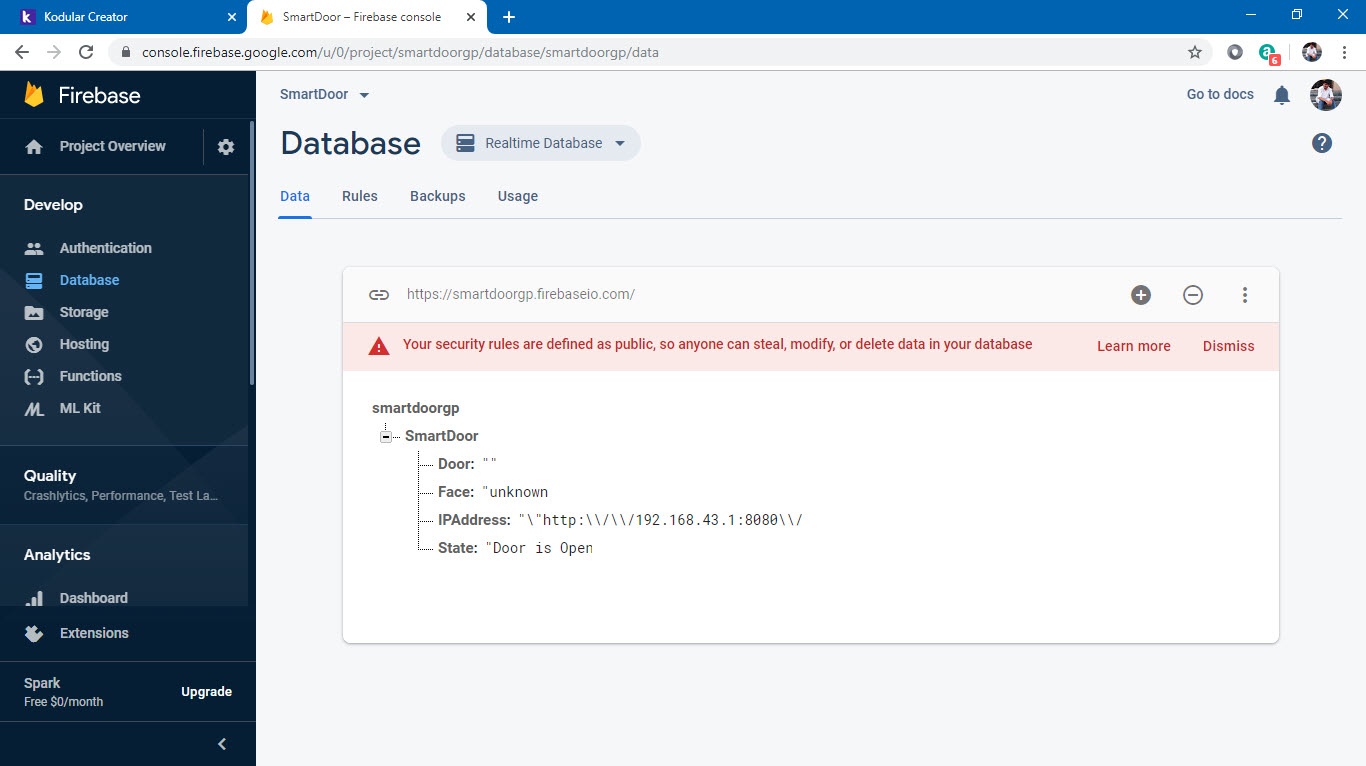 Kodular Creator
SmartDoor – Firebase console
console.firebase.google.com/u/0/project/smartdoorgp/database/smartdoorgp/data
6
Firebase
SmartDoor
Go to docs
Project Overview
Database
Realtime Database
Develop
Data Rules Backups Usage
Authentication
Database
Storage
Hosting
Functions
ML Kit
https://smartdoorgp.firebaseio.com/
Your security rules are defined as public, so anyone can steal, modify, or delete data in your database
Learn more
Dismiss
smartdoorgp
SmartDoor
Door: ""
Face: "unknown
IPAddress: "\"http:\\/\\/192.168.43.1:8080\\/
State: "Door is Open
Quality
Crashlytics, Performance, Test La...
Analytics
Dashboard
Extensions
Spark
Free $0/month
Upgrade